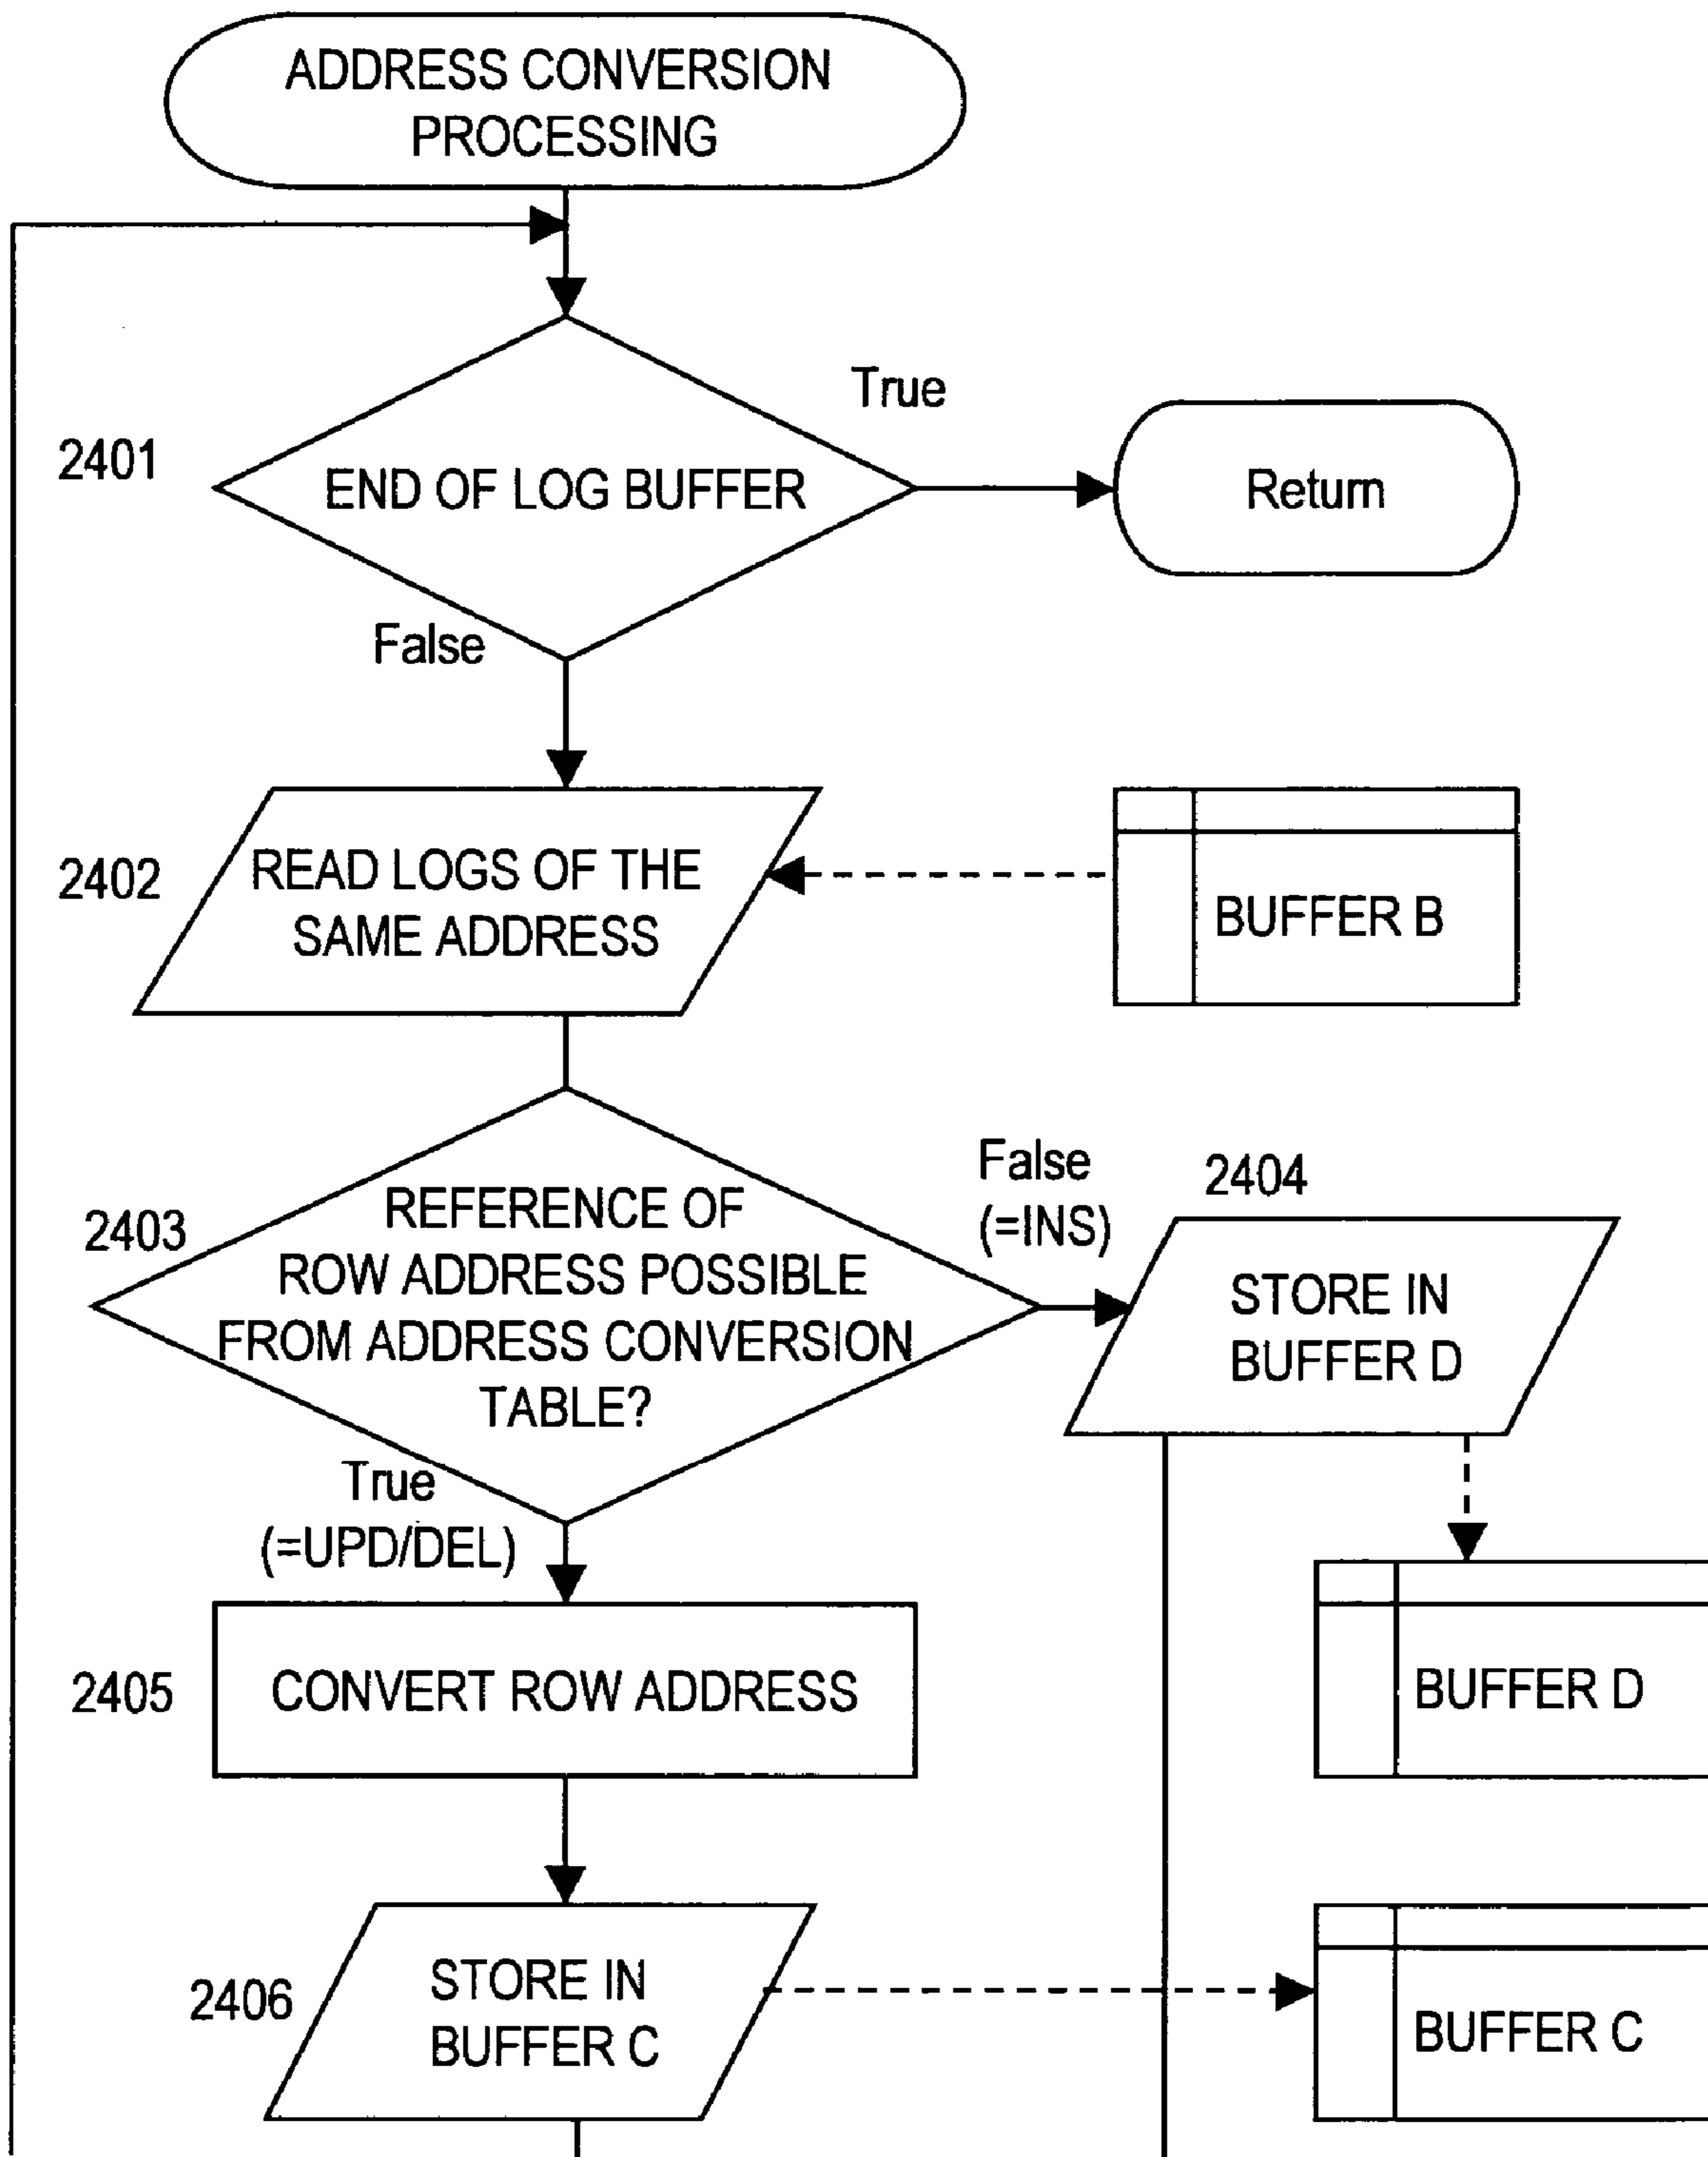 ADDRESS CONVERSION
PROCESSING
True
2401
END OF LOG BUFFER
Return
False
2402
READ LOGS OF THE
SAME ADDRESS
BUFFER B
False
(=INS)
2404
2403
REFERENCE OF
ROW ADDRESS POSSIBLE
FROM ADDRESS CONVERSION
TABLE?
STORE IN
BUFFER D
True
(=UPD/DEL)
2405
CONVERT ROW ADDRESS
BUFFER D
2406
STORE IN
BUFFER C
BUFFER C